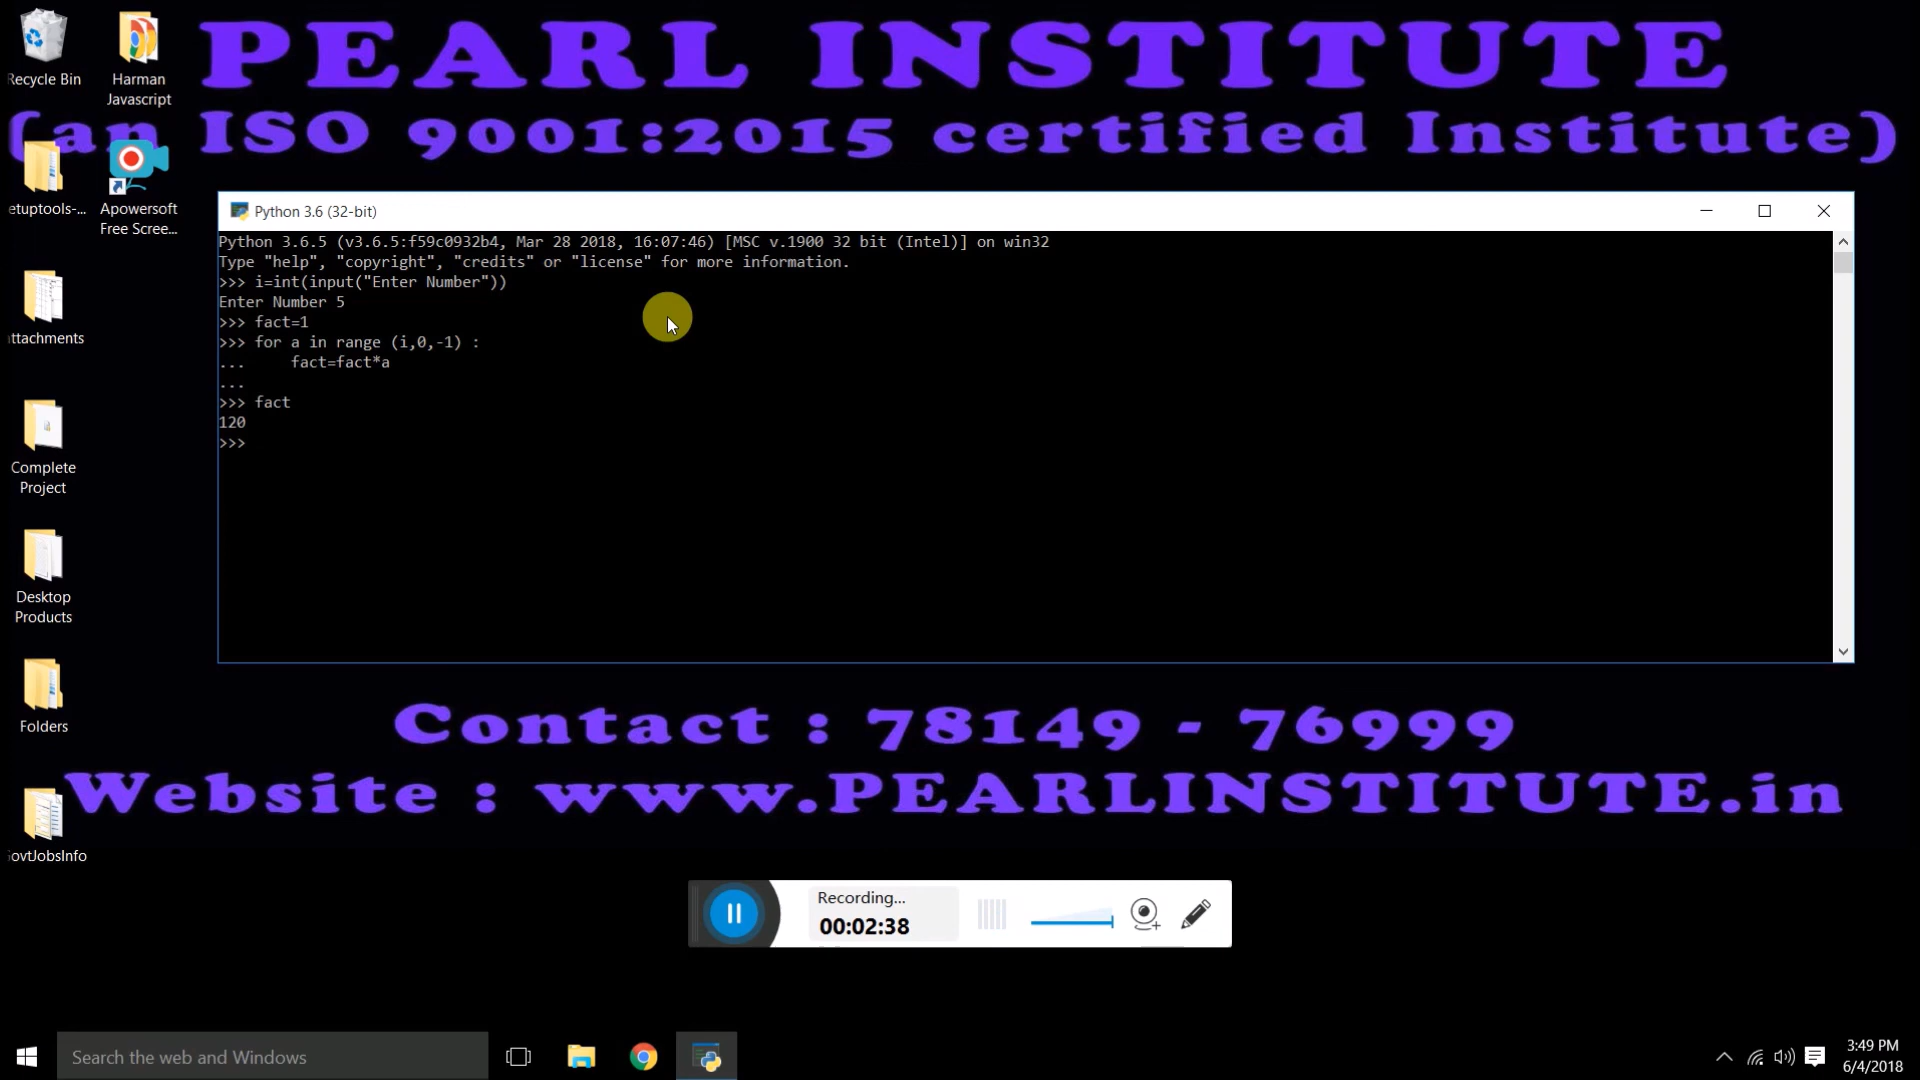 PEARL INSTITUTE
(an ISO 9001:2015 certified Institute)
Recycle Bin
Harman
Javascript
etuptools-...
Apowersoft
Free Scree...
ttachments
Complete
Project
Desktop
Products
Folders
ovtJobsInfo
Python 3.6 (32-bit)
Python 3.6.5 (v3.6.5:f59c0932b4, Mar 28 2018, 16:07:46) [MSC v.1900 32 bit (Intel)] on win32
Type "help", "copyright", "credits" or "license" for more information.
>>> i=int(input("Enter Number"))
Enter Number 5
>>> fact=1
>>> for a in range (i,0,-1) :
...     fact=fact*a
...
>>> fact
120
>>>
Contact : 78149 - 76999
Website : www.PEARLINSTITUTE.in
Recording...
00:02:38
Search the web and Windows
3:49 PM
6/4/2018